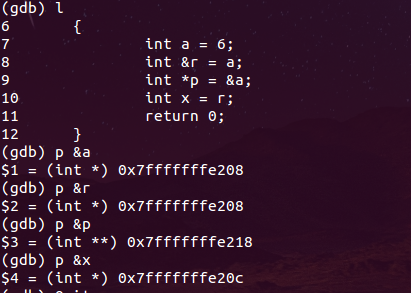 (gdb) l
6	{
7		int a = 6;
8		int &r = a;
9		int *p = &a;
10		int x = r;
11		return 0;
12	}
(gdb) p &a
$1 = (int *) 0x7fffffffe208
(gdb) p &r
$2 = (int *) 0x7fffffffe208
(gdb) p &p
$3 = (int **) 0x7fffffffe218
(gdb) p &x
$4 = (int *) 0x7fffffffe20c